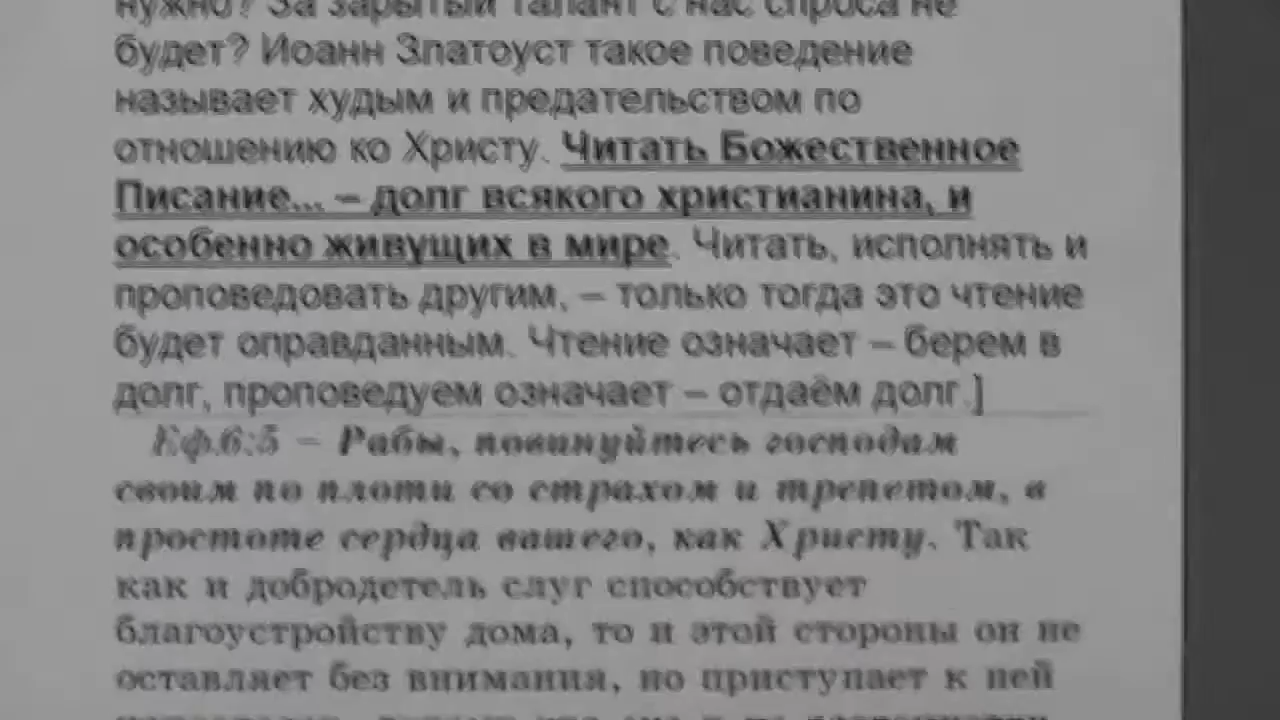 нужно? За зарытый талант с нас спроса не
будет? Иоанн Златоуст такое поведение
называет худым и предательством по
отношению ко Христу. Читать Божественное
Писание... – долг всякого христианина, и
особенно живущих в мире. Читать, исполнять и
проповедовать другим, – только тогда это чтение
будет оправданным. Чтение означает – берем в
долг, проповедуем означает – отдаём долг.]
Еф.6:5 – Рабы, повинуйтесь господам
своим по плоти со страхом и трепетом, в
простоте сердца вашего, как Христу. Так
как и добродетель слуг способствует
благоустройству дома, то и этой стороны он не
оставляет без внимания, но приступает к ней